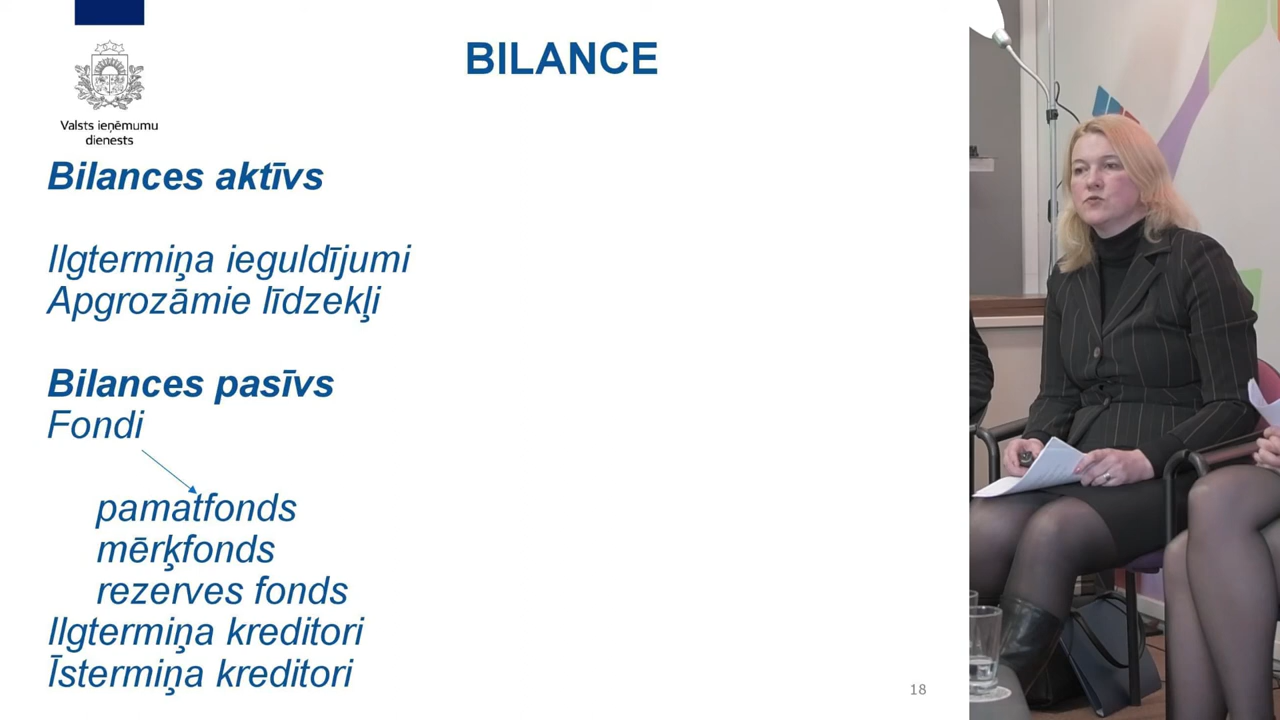 BILANCE
Valsts ieņēmumu
dienests
Bilances aktīvs
Ilgtermiņa ieguldījumi
Apgrozāmie līdzekļi
Bilances pasīvs
Fondi
pamatfonds
mērķfonds
rezerves fonds
Ilgtermiņa kreditori
Īstermiņa kreditori
18